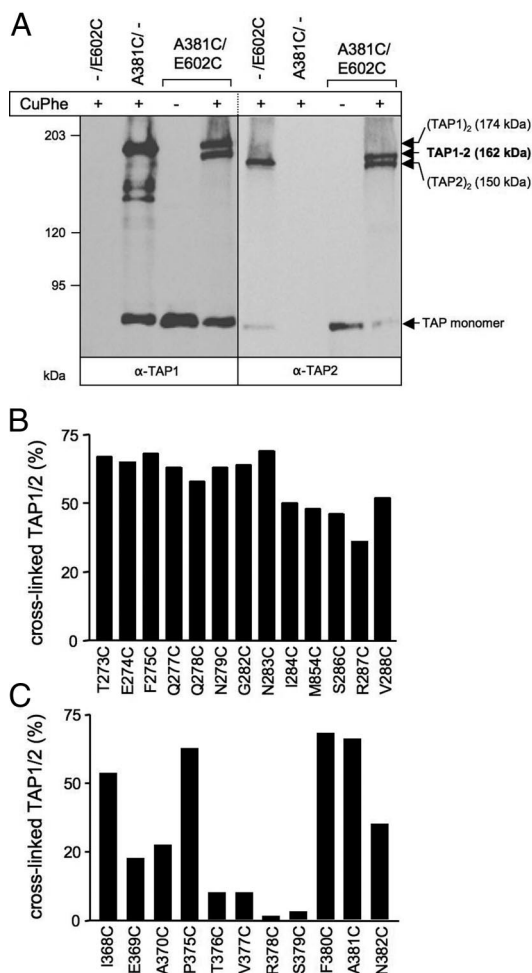 A
- /E602C
A381C/ -
A381C/
E602C
- /E602C
A381C/ -
A381C/
E602C
CuPhe
+
+
-
+
+
+
-
+
203
120
95
kDa
(TAP1)₂ (174 kDa)
TAP1-2 (162 kDa)
(TAP2)₂ (150 kDa)
TAP monomer
α-TAP1
α-TAP2
B
cross-linked TAP1/2 (%)
75
50
20
0
T273C
E274C
F275C
Q277C
Q278C
N279C
G282C
N283C
I284C
M854C
S286C
R287C
V288C
C
cross-linked TAP1/2 (%)
75
50
20
0
I368C
E369C
A370C
P375C
T376C
V377C
R378C
S379C
F380C
A381C
N382C